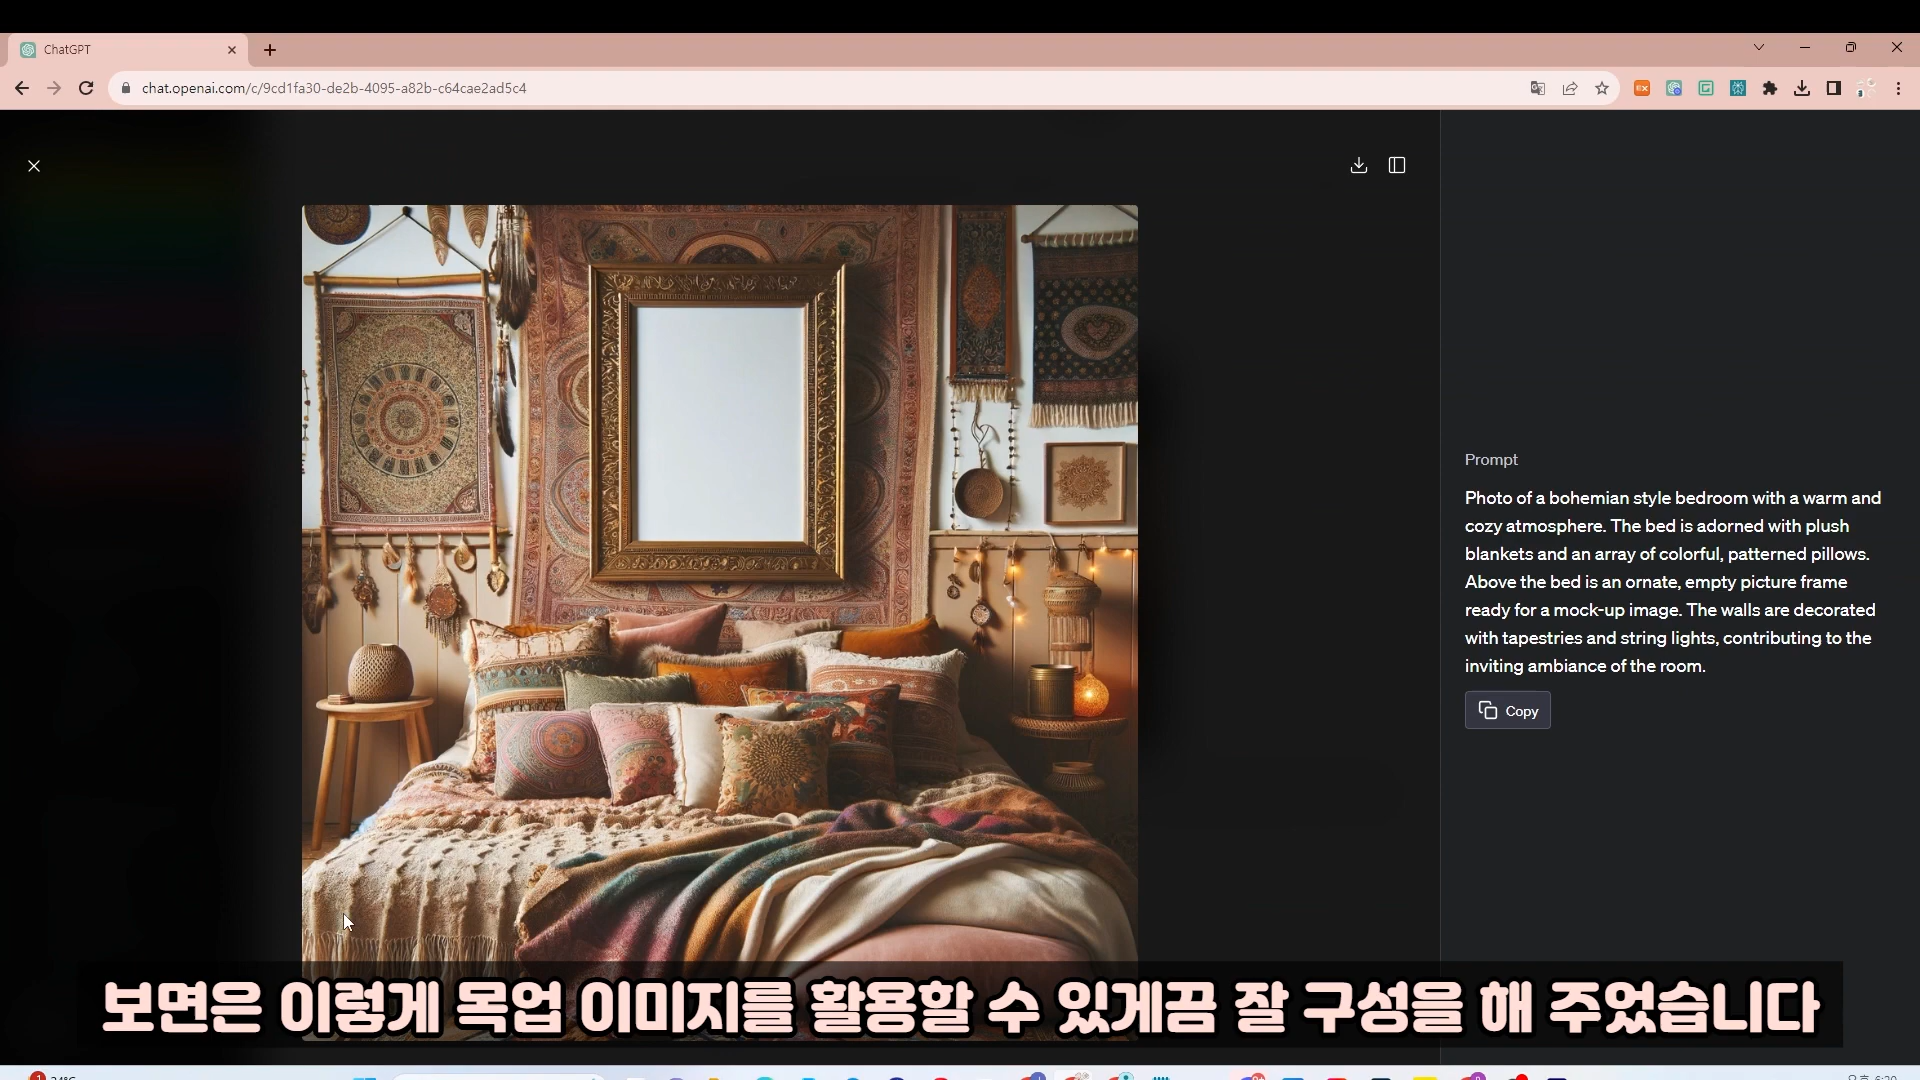 ChatGPT
chat.openai.com/c/9cd1fa30-de2b-4095-a82b-c64cae2ad5c4
Prompt
Photo of a bohemian style bedroom with a warm and
cozy atmosphere. The bed is adorned with plush
blankets and an array of colorful, patterned pillows.
Above the bed is an ornate, empty picture frame
ready for a mock-up image. The walls are decorated
with tapestries and string lights, contributing to the
inviting ambiance of the room.
Copy
보면은 이렇게 목업 이미지를 활용할 수 있게끔 잘 구성을 해 주었습니다